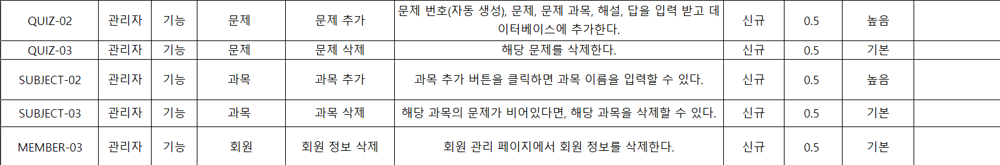 QUIZ-02 관리자 기능 문제 문제 추가 문제 번호(자동 생성), 문제, 문제 과목, 해설, 답을 입력 받고 데 신규 0.5 높음
이터베이스에 추가한다.
QUIZ-03 관리자 기능 문제 문제 삭제 해당 문제를 삭제한다. 신규 0.5 기본
SUBJECT-02 관리자 기능 과목 과목 추가 과목 추가 버튼을 클릭하면 과목 이름을 입력할 수 있다. 신규 0.5 높음
SUBJECT-03 관리자 기능 과목 과목 삭제 해당 과목의 문제가 비어있다면, 해당 과목을 삭제할 수 있다. 신규 0.5 기본
MEMBER-03 관리자 기능 회원 회원 정보 삭제 회원 관리 페이지에서 회원 정보를 삭제한다. 신규 0.5 기본